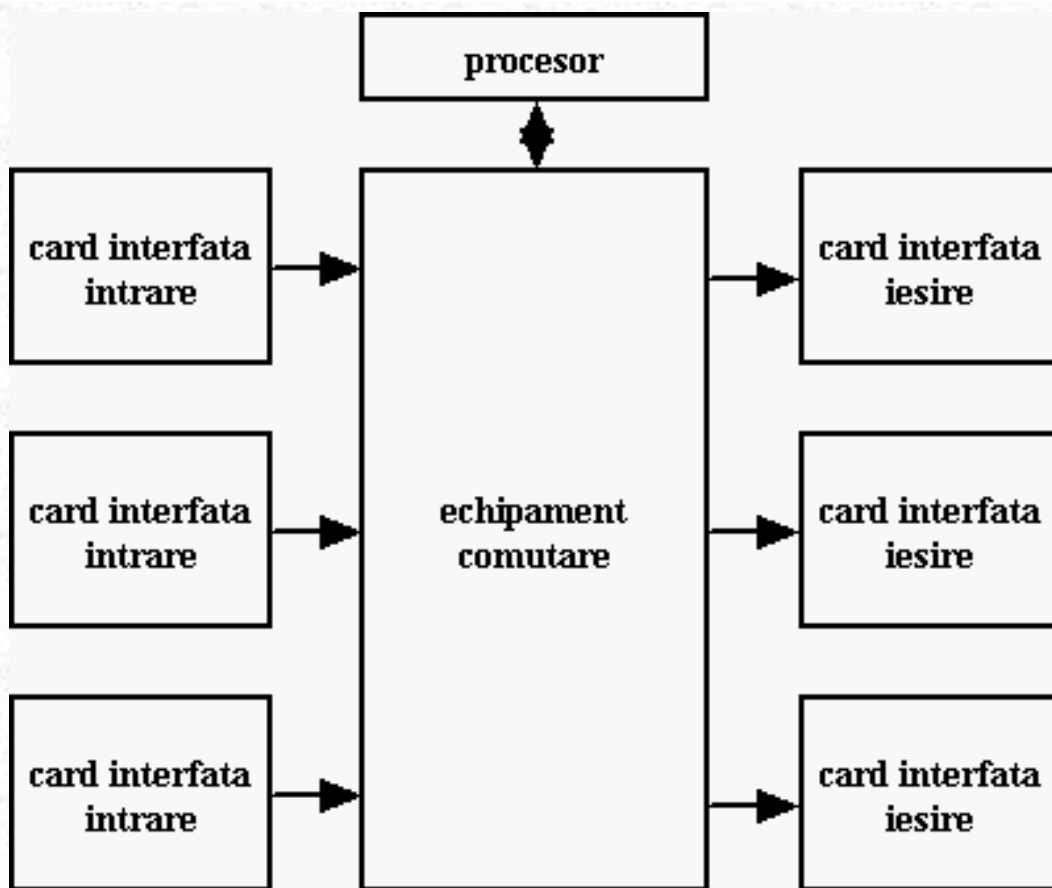 procesor
card interfata
intrare
card interfata
iesire
card interfata
intrare
echipament
comutare
card interfata
iesire
card interfata
intrare
card interfata
iesire